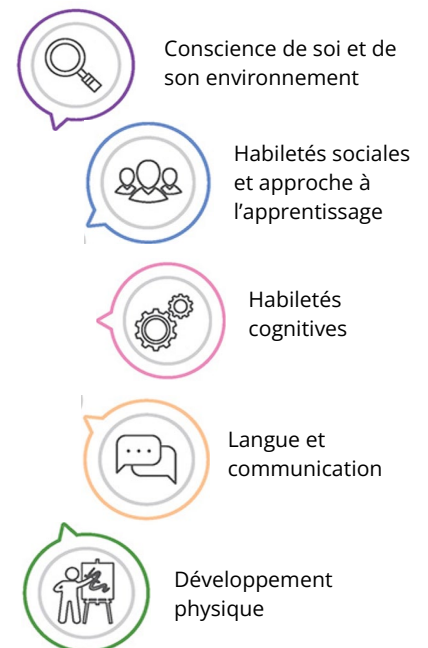 Conscience de soi et de
son environnement
Habiletés sociales
et approche à
l’apprentissage
Habiletés
cognitives
Langue et
communication
Développement
physique